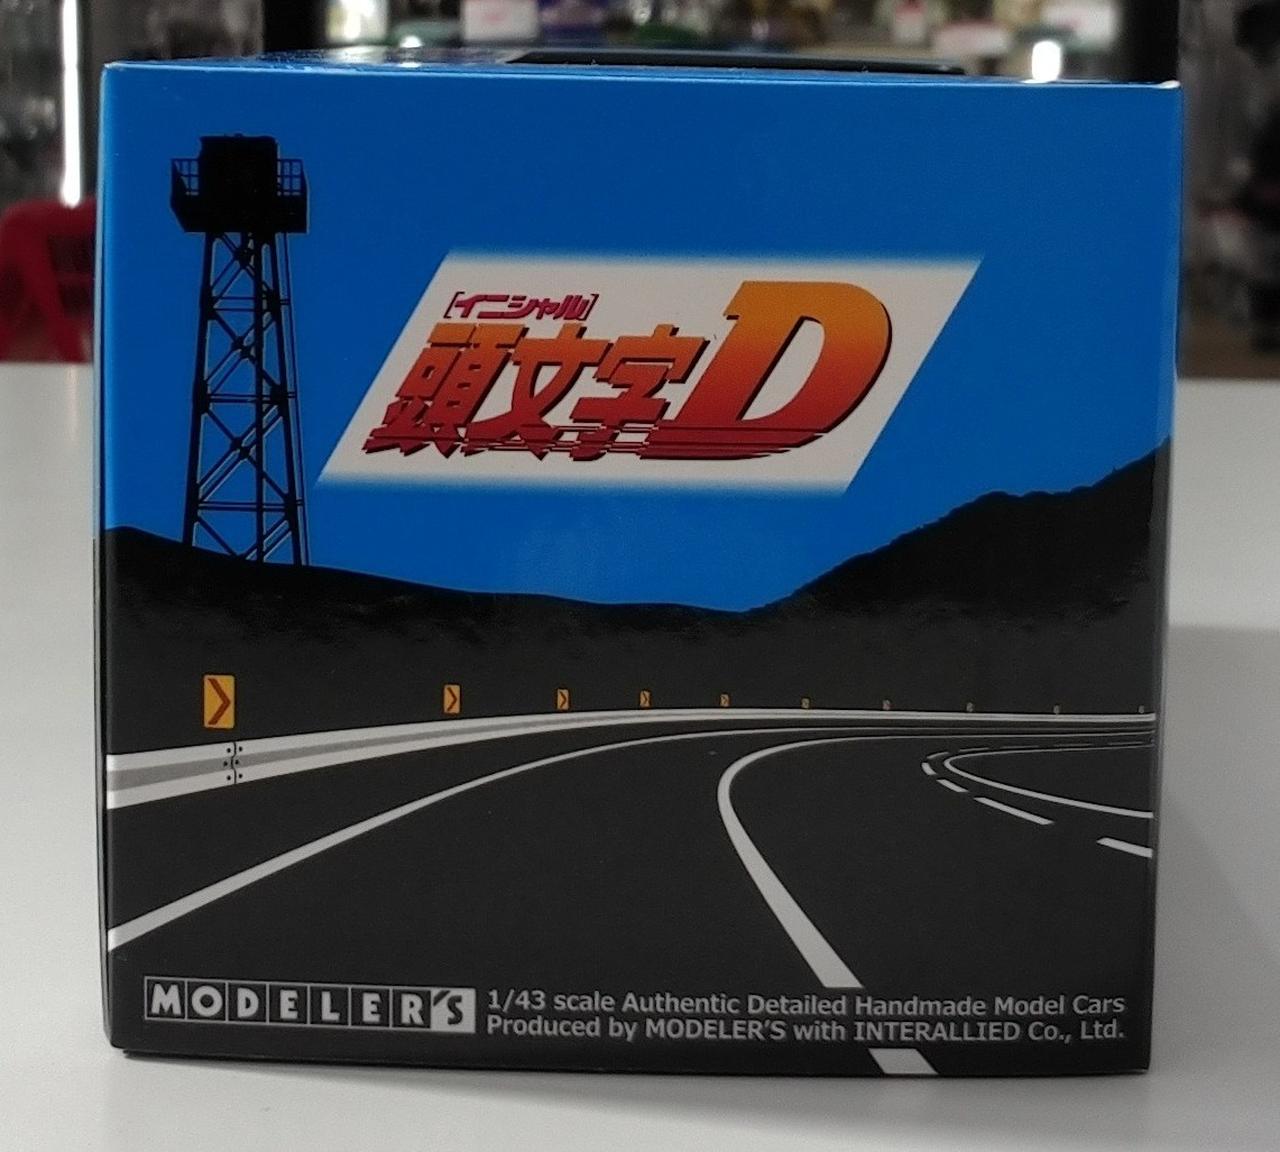 [イニシャル]
頭文字D
MODELER'S
1/43 scale Authentic Detailed Handmade Model Cars
Produced by MODELER'S with INTERALLIED Co., Ltd.